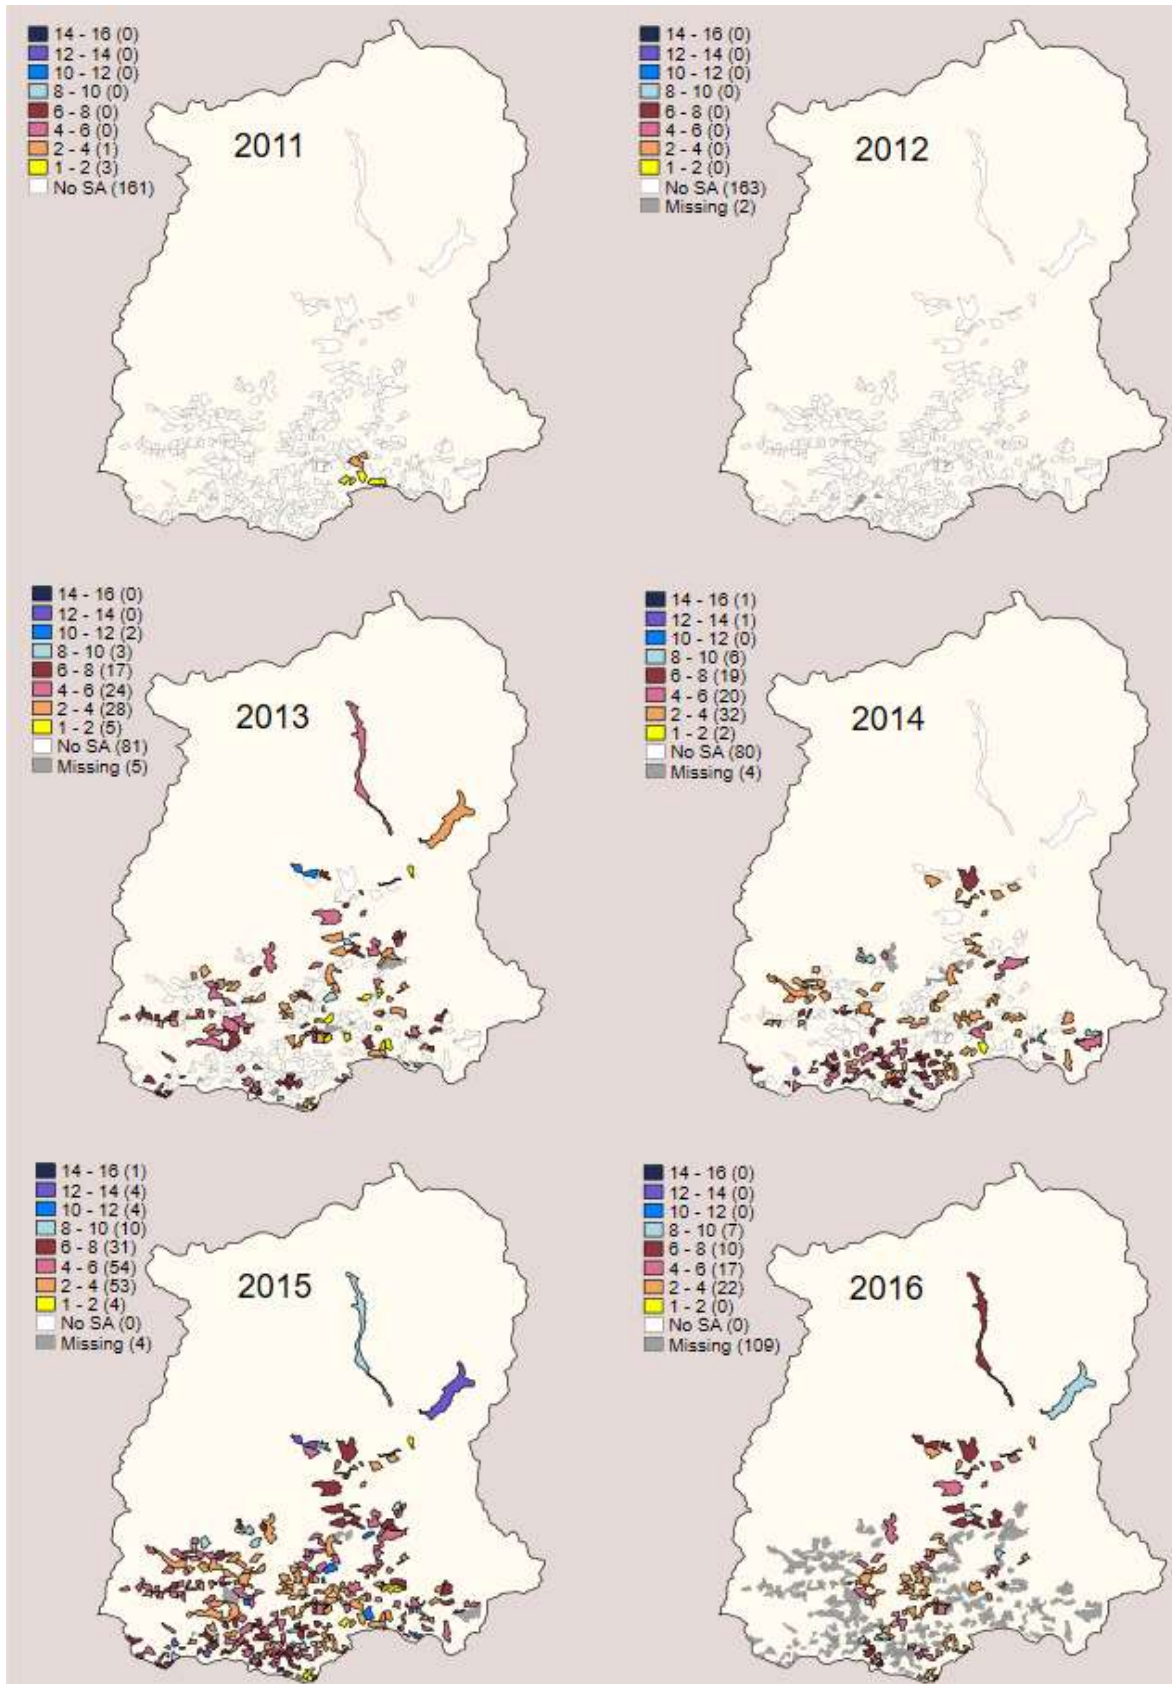 14 - 16 (0)
12 - 14 (0)
10 - 12 (0)
8 - 10 (0)
6 - 8 (0)
4 - 6 (0)
2 - 4 (1)
1 - 2 (3)
No SA (161)
2011
14 - 16 (0)
12 - 14 (0)
10 - 12 (0)
8 - 10 (0)
6 - 8 (0)
4 - 6 (0)
2 - 4 (0)
1 - 2 (0)
No SA (163)
Missing (2)
2012
14 - 16 (0)
12 - 14 (0)
10 - 12 (2)
8 - 10 (3)
6 - 8 (17)
4 - 6 (24)
2 - 4 (28)
1 - 2 (5)
No SA (81)
Missing (5)
2013
14 - 16 (1)
12 - 14 (1)
10 - 12 (0)
8 - 10 (6)
6 - 8 (19)
4 - 6 (20)
2 - 4 (32)
1 - 2 (2)
No SA (80)
Missing (4)
2014
14 - 16 (1)
12 - 14 (4)
10 - 12 (4)
8 - 10 (10)
6 - 8 (31)
4 - 6 (54)
2 - 4 (53)
1 - 2 (4)
No SA (0)
Missing (4)
2015
14 - 16 (0)
12 - 14 (0)
10 - 12 (0)
8 - 10 (7)
6 - 8 (10)
4 - 6 (17)
2 - 4 (22)
1 - 2 (0)
No SA (0)
Missing (109)
2016